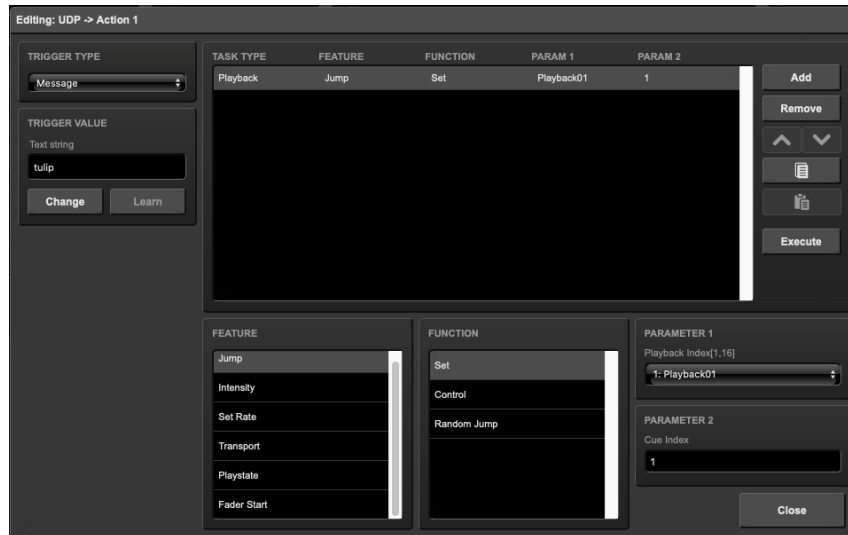 Editing: UDP -> Action 1
TRIGGER TYPE
Message
TRIGGER VALUE
Text string
tulip
Change Learn
TASK TYPE FEATURE FUNCTION PARAM 1 PARAM 2
Playback Jump Set Playback01 1
Add
Remove
Execute
FEATURE
Jump
Intensity
Set Rate
Transport
Playstate
Fader Start
FUNCTION
Set
Control
Random Jump
PARAMETER 1
Playback Index[1,16]
1: Playback01
PARAMETER 2
Cue Index
1
Close